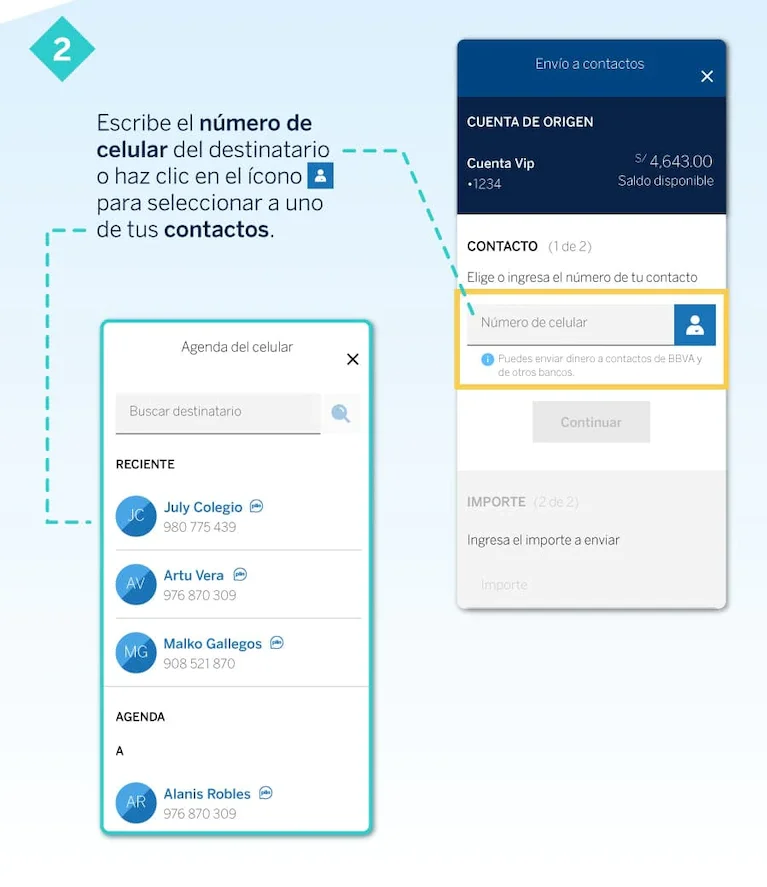 2
Escribe el número de
celular del destinatario
o haz clic en el ícono
para seleccionar a uno
de tus contactos.
Envío a contactos
CUENTA DE ORIGEN
Cuenta Vip
S/ 4,643.00
•1234
Saldo disponible
CONTACTO (1 de 2)
Elige o ingresa el número de tu contacto
Número de celular
i Puedes enviar dinero a contactos de BBVA y
de otros bancos.
Continuar
IMPORTE (2 de 2)
Ingresa el importe a enviar
Importe
Agenda del celular
Buscar destinatario
RECIENTE
JC
July Colegio
980 775 439
AV
Artu Vera
976 870 309
MG
Malko Gallegos
908 521 870
AGENDA
A
AR
Alanis Robles
976 870 309